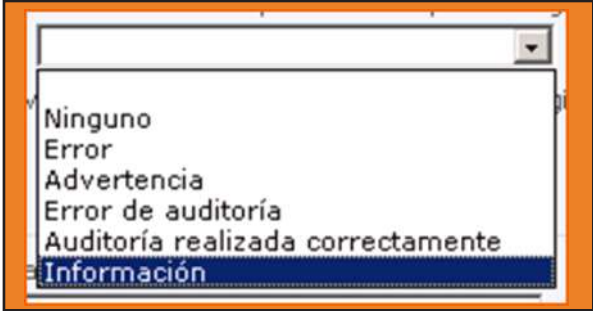 Ninguno
Error
Advertencia
Error de auditoría
Auditoría realizada correctamente
Información